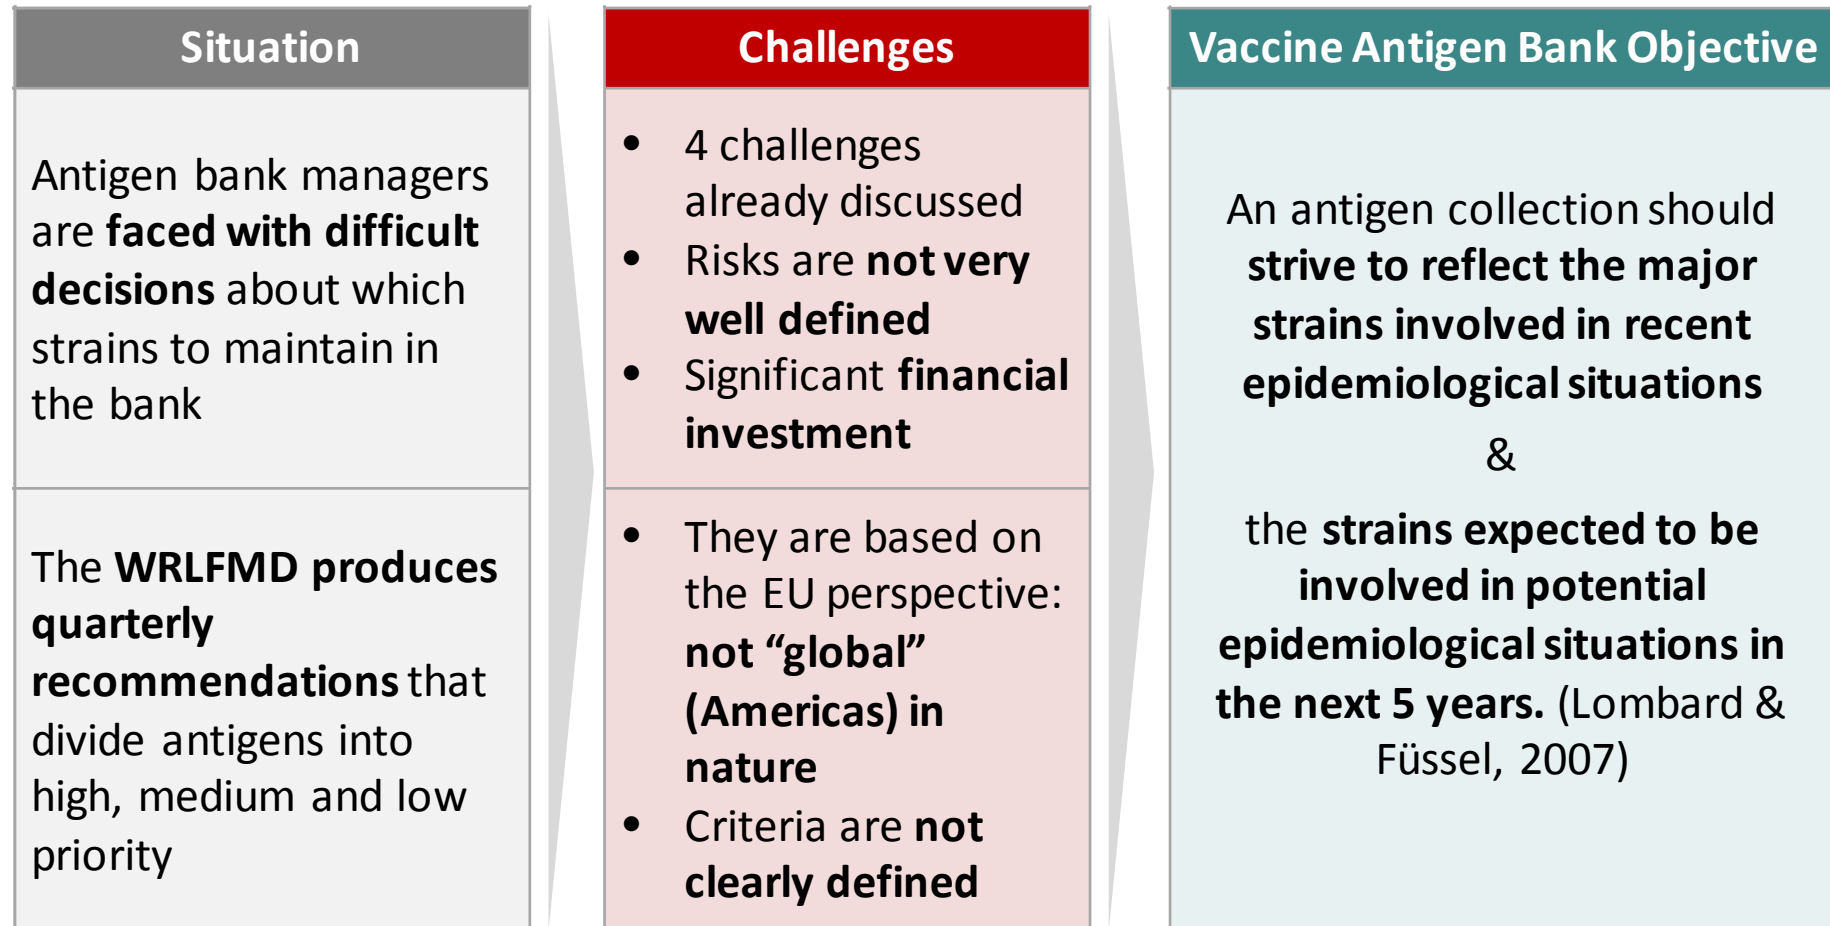 Situation
Antigen bank managers
are faced with difficult
decisions about which
strains to maintain in
the bank
The WRLFMD produces
quarterly
recommendations that
divide antigens into
high, medium and low
priority
Challenges
• 4 challenges
already discussed
• Risks are not very
well defined
• Significant financial
investment
• They are based on
the EU perspective:
not “global”
(Americas) in
nature
• Criteria are not
clearly defined
Vaccine Antigen Bank Objective
An antigen collection should
strive to reflect the major
strains involved in recent
epidemiological situations
&
the strains expected to be
involved in potential
epidemiological situations in
the next 5 years. (Lombard &
Füssel, 2007)